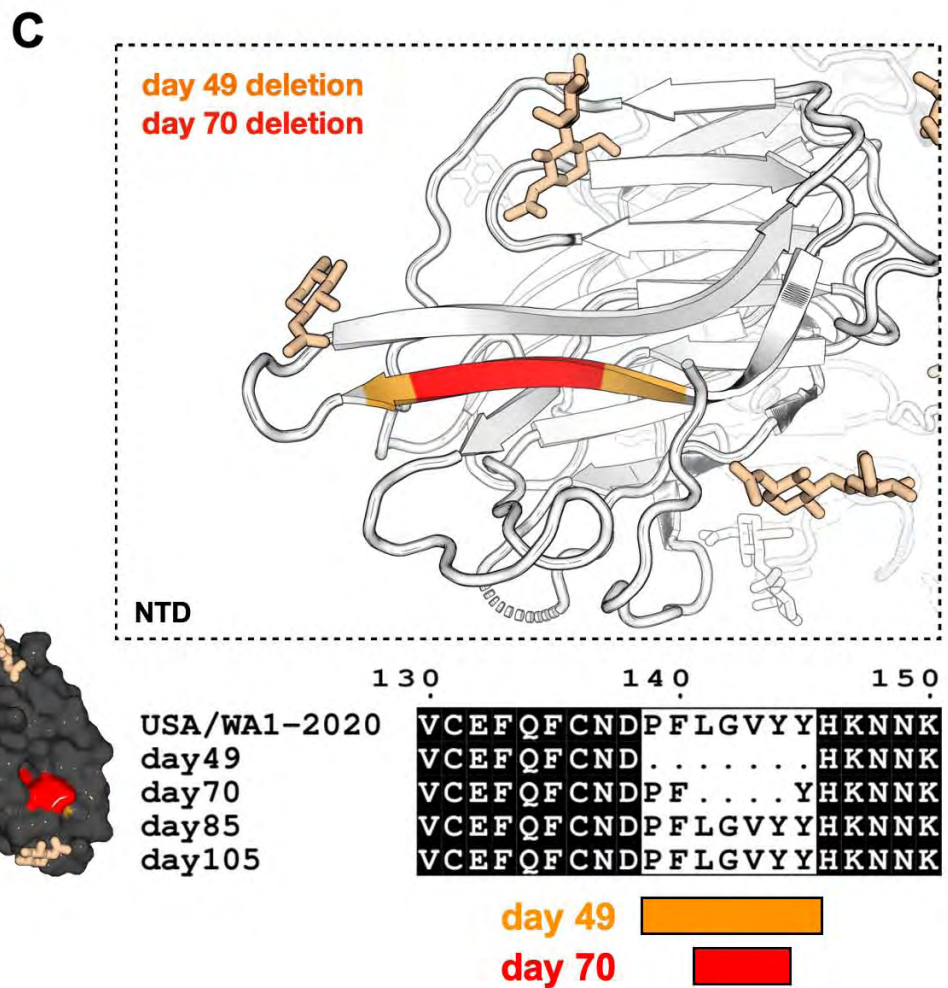 C
day 49 deletion
day 70 deletion
NTD
130 140 150
USA/WA1-2020 VCEFQFCNDPFLGVYYHKNNK
day49 VCEFQFCND.......HKNNK
day70 VCEFQFCNDPF....YHKNNK
day85 VCEFQFCNDPFLGVYYHKNNK
day105 VCEFQFCNDPFLGVYYHKNNK
day 49
day 70